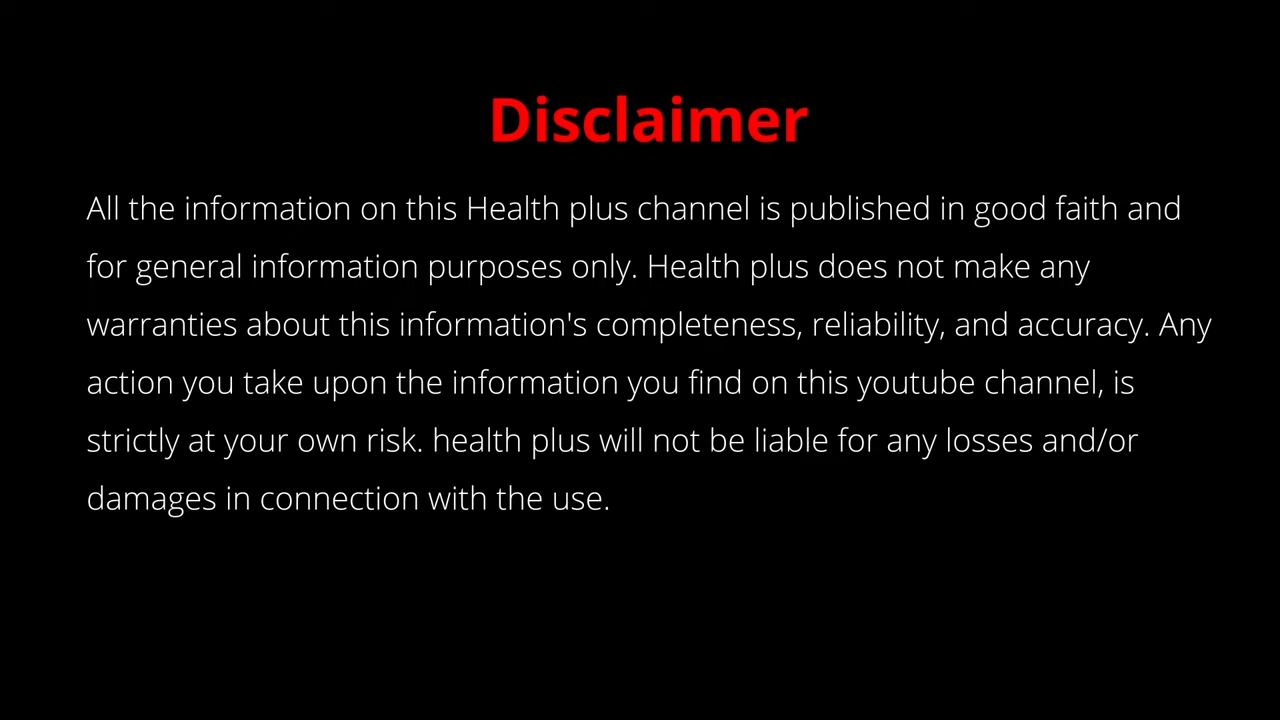 Disclaimer
All the information on this Health plus channel is published in good faith and
for general information purposes only. Health plus does not make any
warranties about this information's completeness, reliability, and accuracy. Any
action you take upon the information you find on this youtube channel, is
strictly at your own risk. health plus will not be liable for any losses and/or
damages in connection with the use.